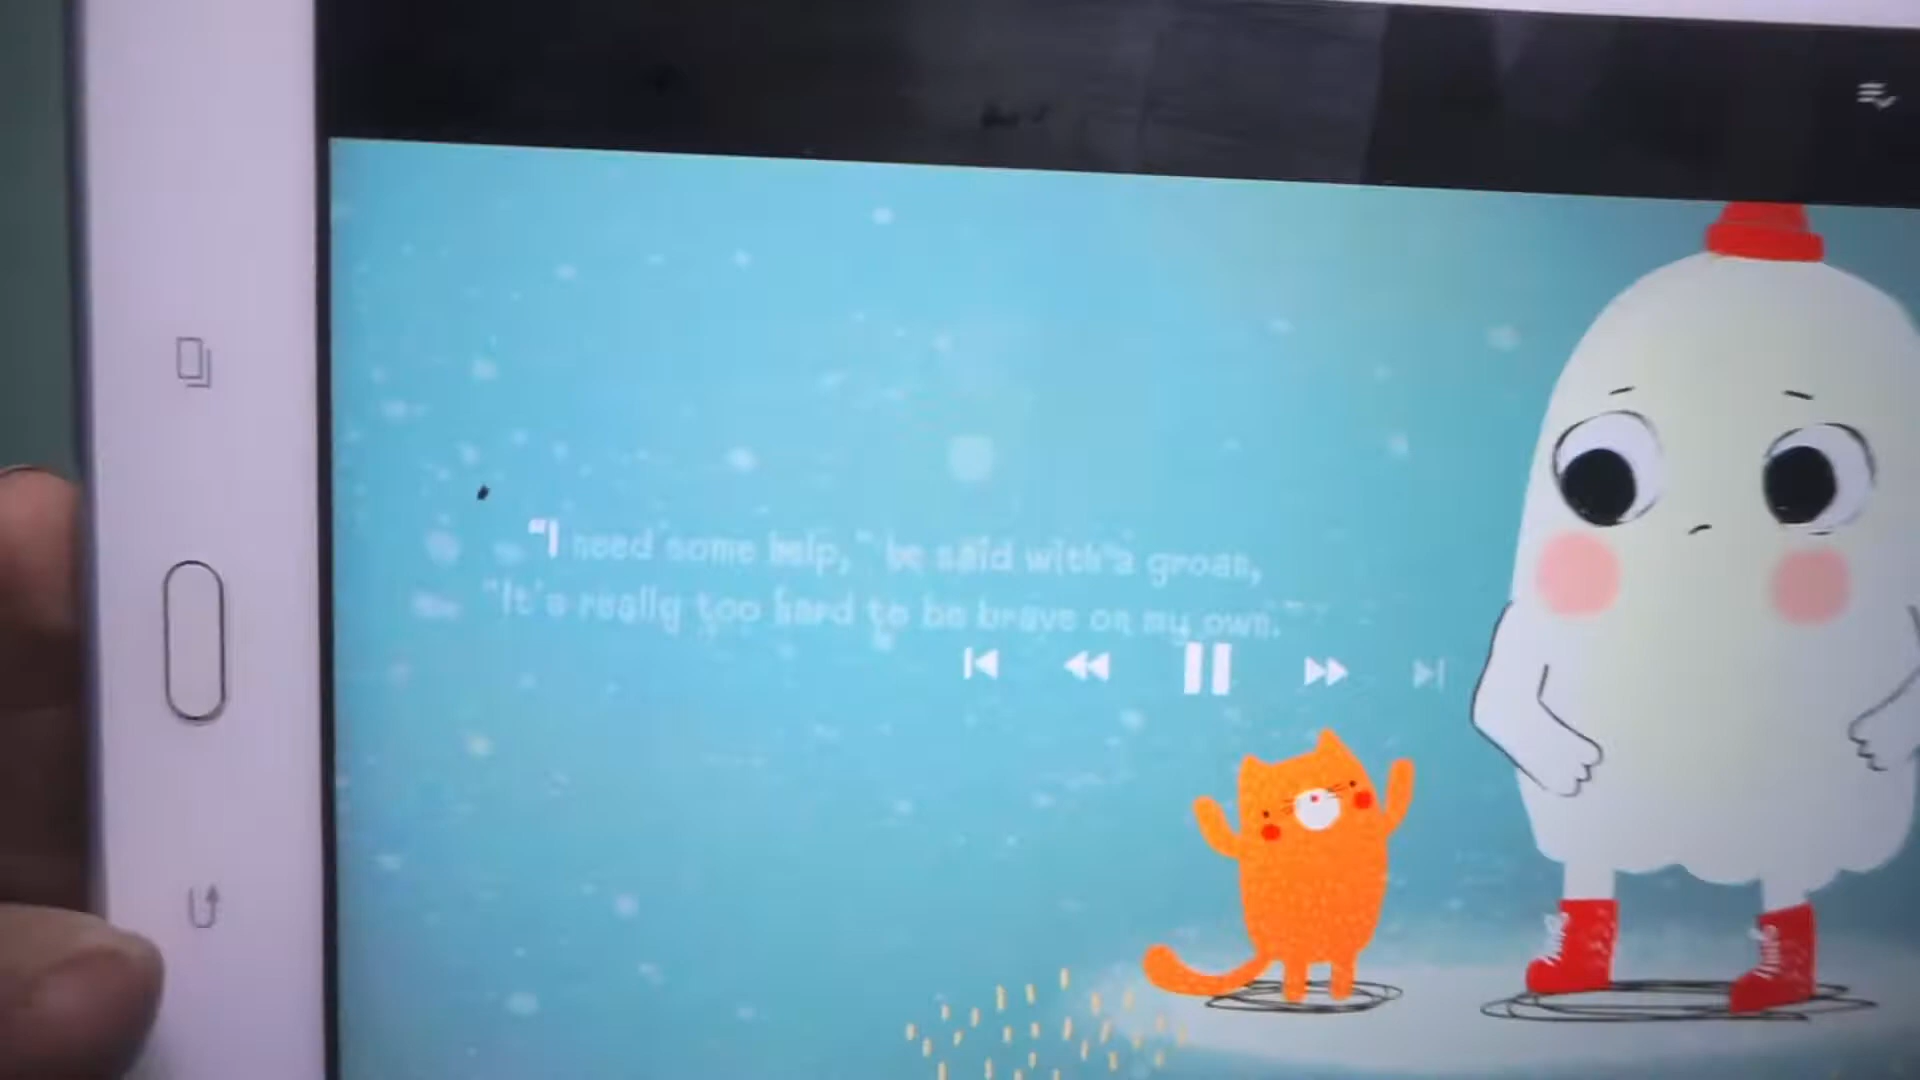 “I need some help,” he said with a groan,
“It's really too hard to be brave on my own.”